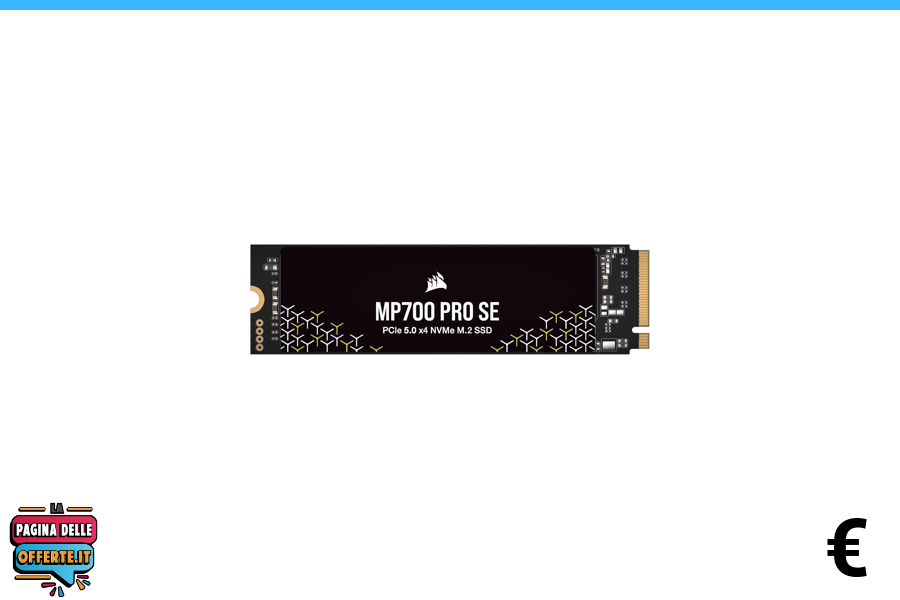 MP700 PRO SE
PCIe 5.0 x4 NVMe M.2 SSD
LA
PAGINA DELLE
OFFERTE.IT
€